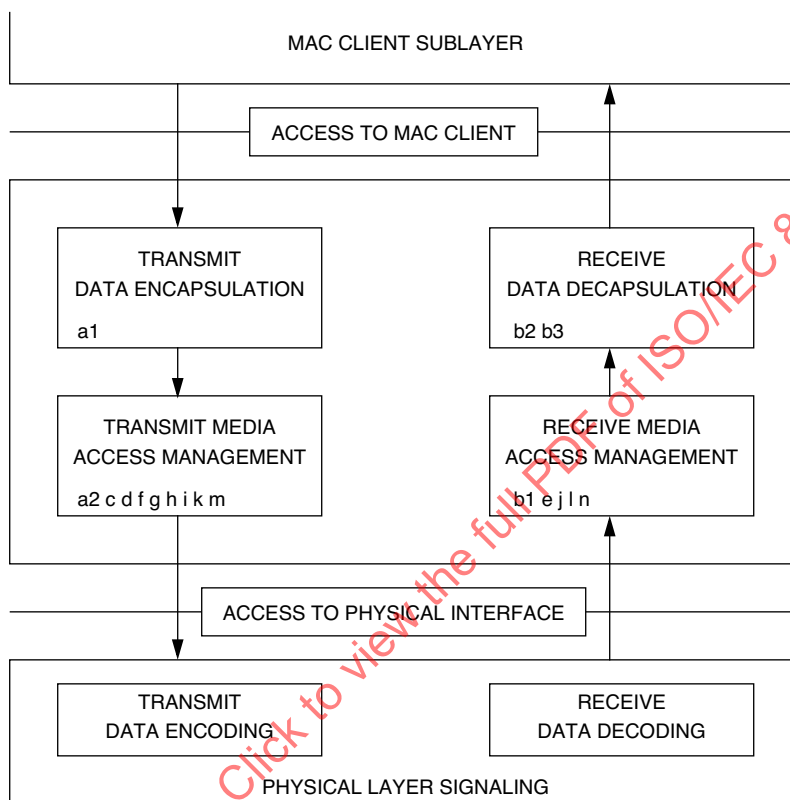 MAC CLIENT SUBLAYER
ACCESS TO MAC CLIENT
TRANSMIT
DATA ENCAPSULATION
a1
RECEIVE
DATA DECAPSULATION
b2 b3
TRANSMIT MEDIA
ACCESS MANAGEMENT
a2 c d f g h i k m
RECEIVE MEDIA
ACCESS MANAGEMENT
b1 e j l n
ACCESS TO PHYSICAL INTERFACE
TRANSMIT
DATA ENCODING
RECEIVE
DATA DECODING
PHYSICAL LAYER SIGNALING
Click to view the full PDF of ISO/IEC